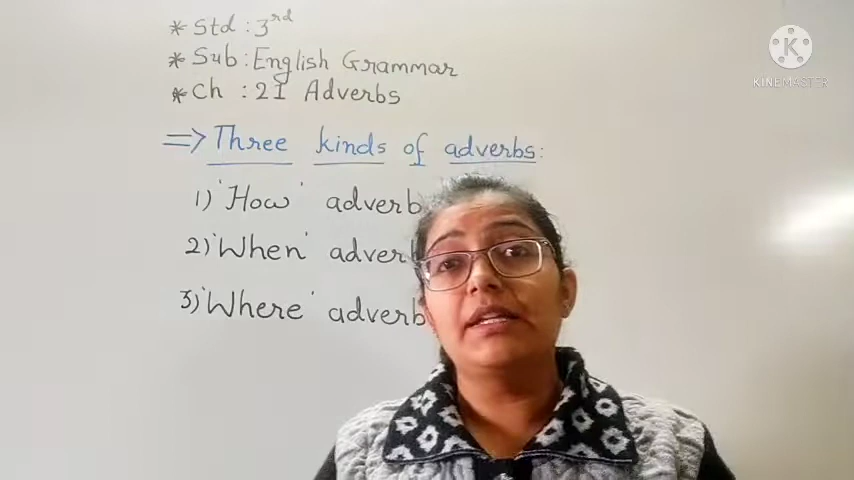 * Std : 3rd
* Sub : English Grammar
* Ch : 21 Adverbs
⇒ Three kinds of adverbs :
1) 'How' adverb
2) 'When' adverb
3) 'Where' adverb
K
KINEMASTER